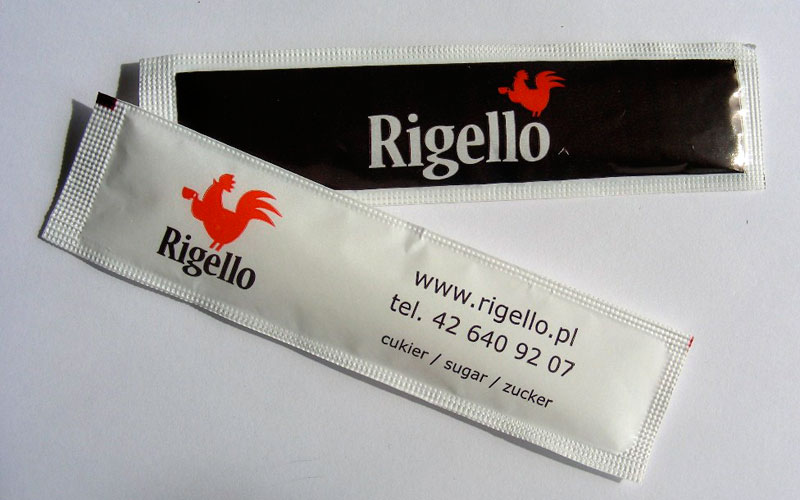 Rigello
Rigello
www.rigello.pl
tel. 42 640 92 07
cukier / sugar / zucker